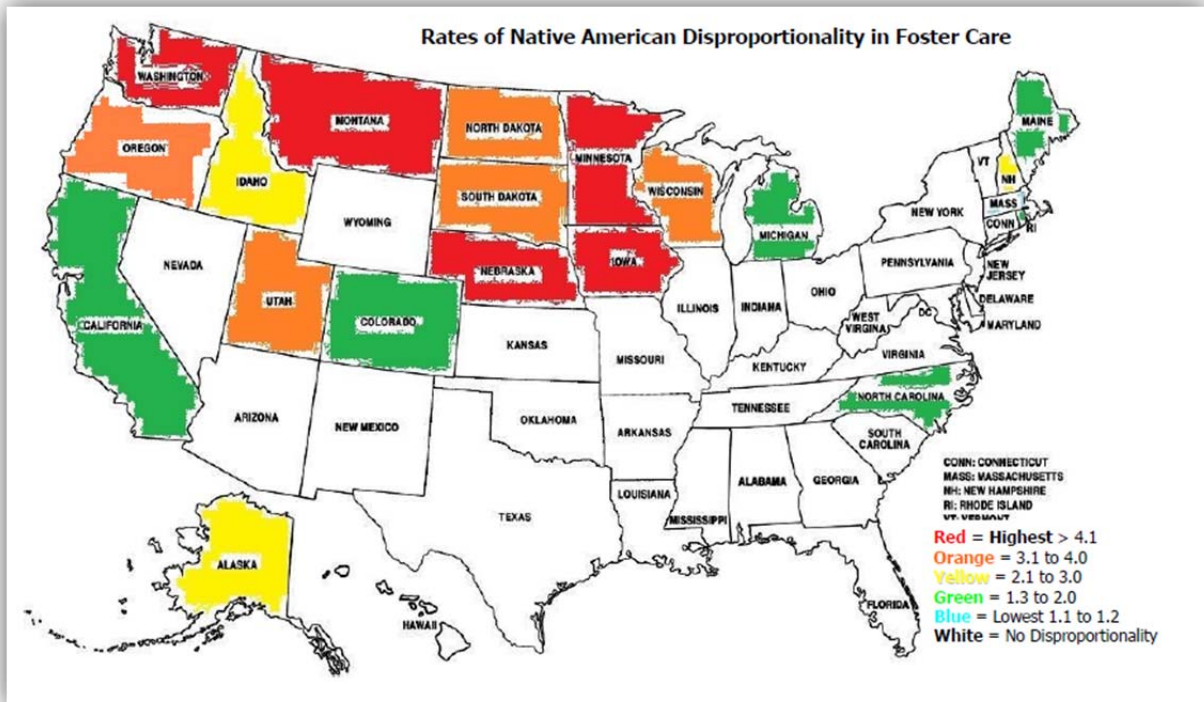 Rates of Native American Disproportionality in Foster Care
WASHINGTON
MONTANA
NORTH DAKOTA
MINNESOTA
MAINE
OREGON
IDAHO
SOUTH DAKOTA
WISCONSIN
VT
NH
MASS
CONN
RI
WYOMING
NEW YORK
MICHIGAN
NEVADA
NEBRASKA
IOWA
PENNSYLVANIA
NEW
JERSEY
UTAH
COLORADO
ILLINOIS
INDIANA
OHIO
DELAWARE
MARYLAND
CALIFORNIA
WEST
VIRGINIA
DC
KANSAS
MISSOURI
KENTUCKY
VIRGINIA
ARIZONA
NEW MEXICO
OKLAHOMA
ARKANSAS
TENNESSEE
NORTH CAROLINA
SOUTH
CAROLINA
TEXAS
LOUISIANA
MISSISSIPPI
ALABAMA
GEORGIA
FLORIDA
ALASKA
HAWAII
CONN: CONNECTICUT
MASS: MASSACHUSETTS
NH: NEW HAMPSHIRE
RI: RHODE ISLAND
VT: VERMONT
Red = Highest > 4.1
Orange = 3.1 to 4.0
Yellow = 2.1 to 3.0
Green = 1.3 to 2.0
Blue = Lowest 1.1 to 1.2
White = No Disproportionality